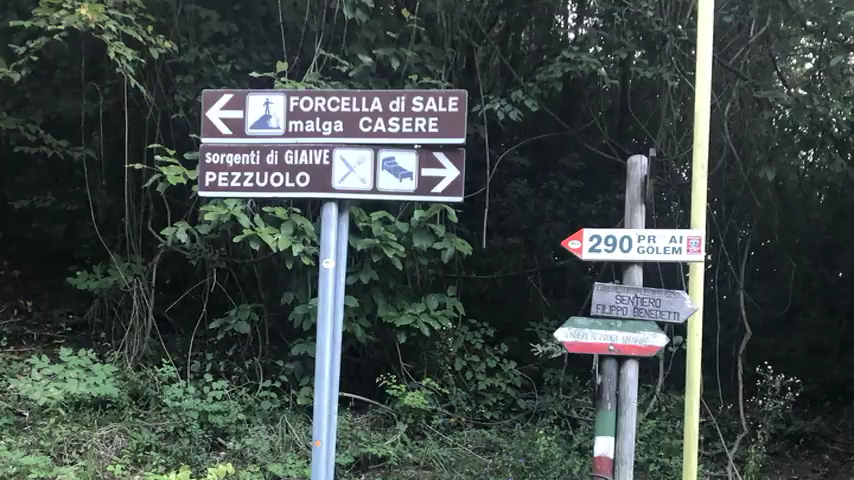 FORCELLA di SALE
malga CASERE
sorgenti di GIAIVE
PEZZUOLO
290
PR AI
GOLEM
SENTIERO
FILIPPO BENEDETTI